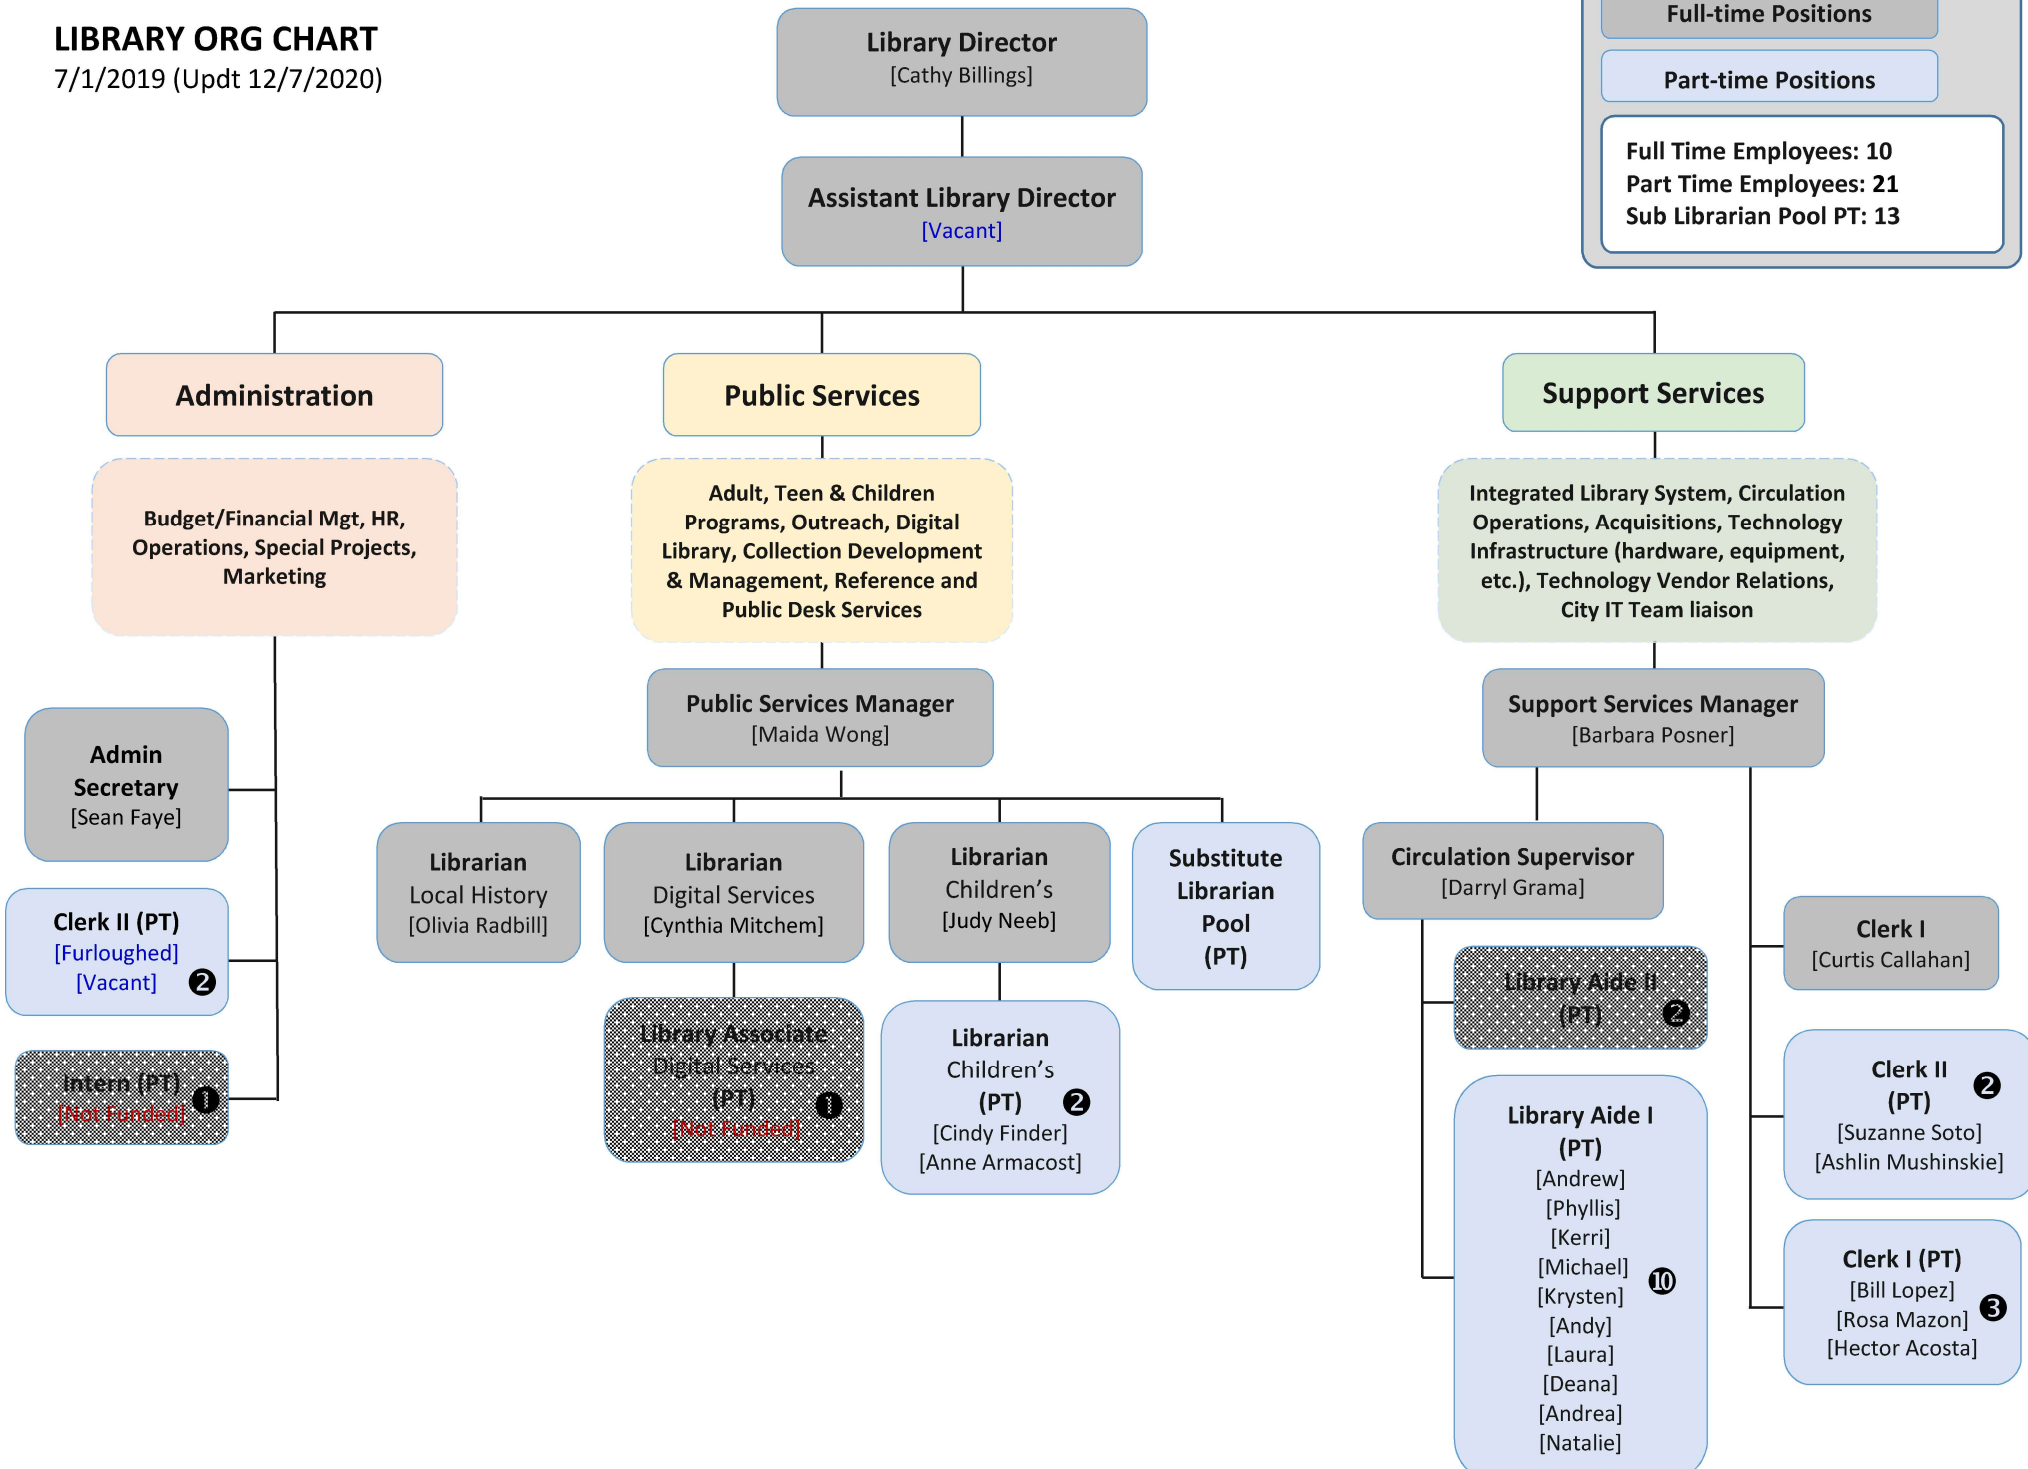 LIBRARY ORG CHART
7/1/2019 (Updt 12/7/2020)
Library Director
[Cathy Billings]
Assistant Library Director
[Vacant]
Full-time Positions
Part-time Positions
Full Time Employees: 10
Part Time Employees: 21
Sub Librarian Pool PT: 13
Administration
Budget/Financial Mgt, HR,
Operations, Special Projects,
Marketing
Admin
Secretary
[Sean Faye]
Clerk II (PT)
[Furloughed]
[Vacant]
❷
Intern (PT)
[Not Funded]
❶
Public Services
Adult, Teen & Children
Programs, Outreach, Digital
Library, Collection Development
& Management, Reference and
Public Desk Services
Public Services Manager
[Maida Wong]
Librarian
Local History
[Olivia Radbill]
Librarian
Digital Services
[Cynthia Mitchem]
Library Associate
Digital Services
(PT)
❶
[Not Funded]
Librarian
Children’s
[Judy Neeb]
Librarian
Children’s
(PT) ❷
[Cindy Finder]
[Anne Armacost]
Substitute
Librarian
Pool
(PT)
Support Services
Integrated Library System, Circulation
Operations, Acquisitions, Technology
Infrastructure (hardware, equipment,
etc.), Technology Vendor Relations,
City IT Team liaison
Support Services Manager
[Barbara Posner]
Circulation Supervisor
[Darryl Grama]
Library Aide II
(PT) ❷
Library Aide I
(PT)
[Andrew]
[Phyllis]
[Kerri]
[Michael]
❿
[Krysten]
[Andy]
[Laura]
[Deana]
[Andrea]
[Natalie]
Clerk I
[Curtis Callahan]
Clerk II
❷
(PT)
[Suzanne Soto]
[Ashlin Mushinskie]
Clerk I (PT)
[Bill Lopez]
❸
[Rosa Mazon]
[Hector Acosta]